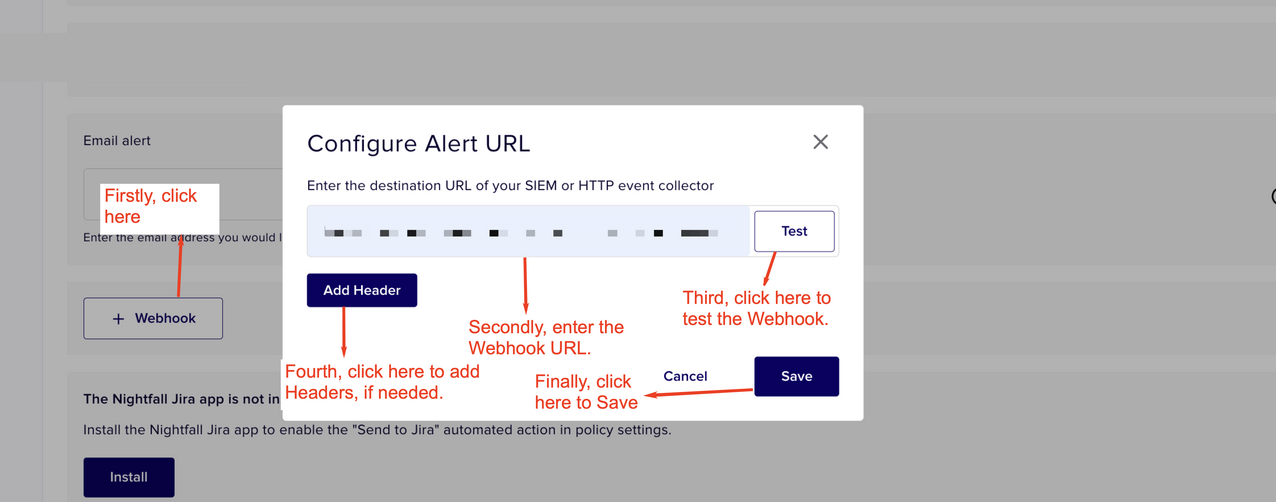 Email alert
Firstly, click
here
Enter the email address you would
+ Webhook
The Nightfall Jira app is not in
Install the Nightfall Jira app to enable the "Send to Jira" automated action in policy settings.
Install
Configure Alert URL
Enter the destination URL of your SIEM or HTTP event collector
Test
Add Header
Secondly, enter the
Webhook URL.
Third, click here to
test the Webhook.
Fourth, click here to add
Headers, if needed.
Finally, click
here to Save
Cancel
Save